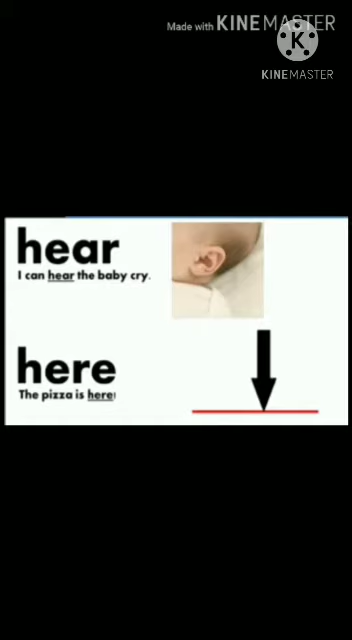 Made with KINEMASTER
K
KINEMASTER
hear
I can hear the baby cry.
here
The pizza is here!